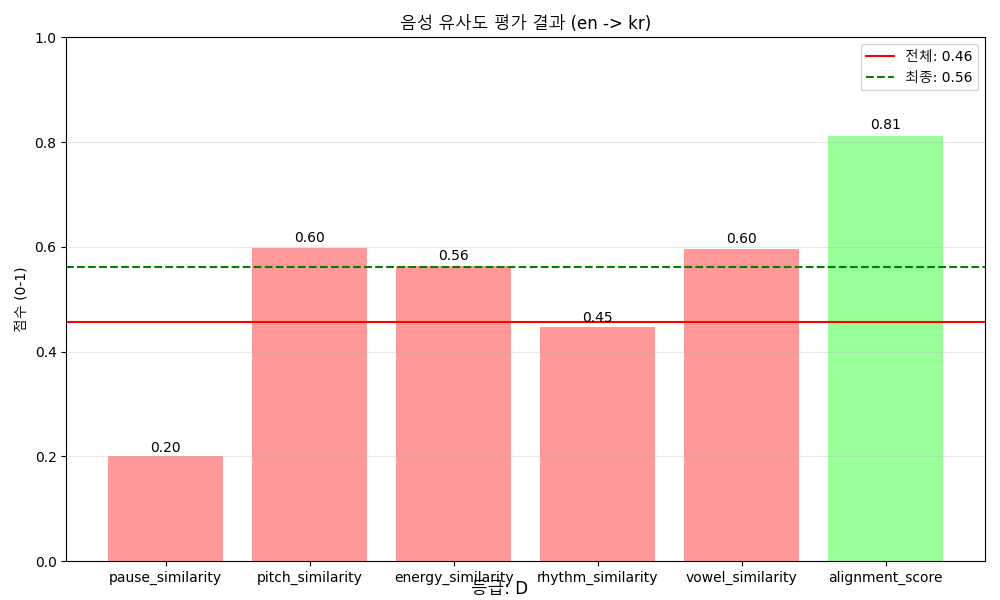 음성 유사도 평가 결과 (en -> kr)
전체: 0.46
최종: 0.56
점수 (0-1)
1.0
0.8
0.6
0.4
0.2
0.0
0.20
0.60
0.56
0.45
0.60
0.81
pause_similarity
pitch_similarity
energy_similarity
rhythm_similarity
vowel_similarity
alignment_score
등급: D